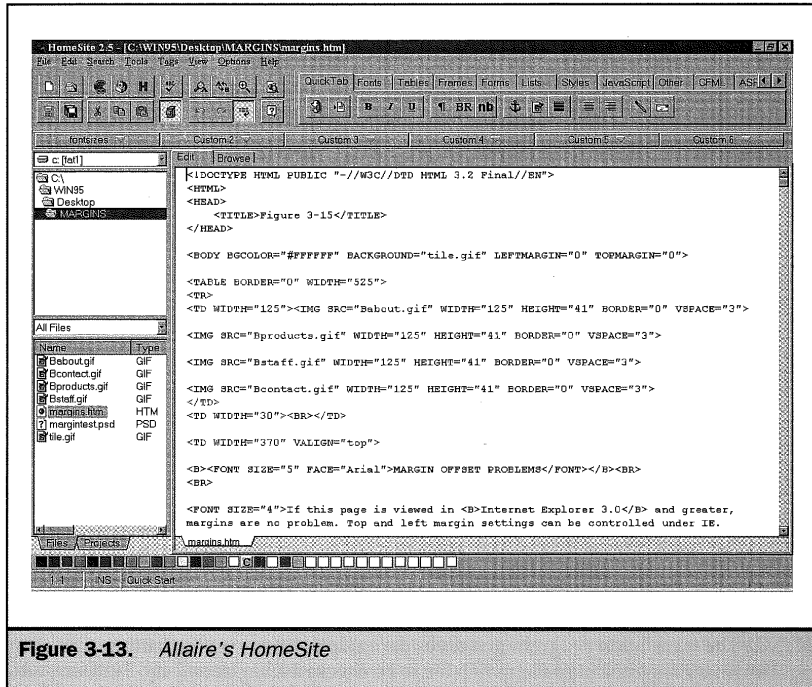 - HomeSite 2.5 - [C:\WIN95\Desktop\MARGINS\margins.htm]
File Edit Search Tools Tags View Options Help
QuickTab Fonts Tables Frames Forms Lists Styles JavaScript Other CFML
H
B I U ¶ BR nb
fontsizes Custom 2 Custom 3 Custom 4 Custom 5 Custom 6
c: [fat1]
Edit Browse
C:\
WIN95
Desktop
MARGINS
All Files
Name Type
Babout.gif GIF
Bcontact.gif GIF
Bproducts.gif GIF
Bstaff.gif GIF
margins.htm HTM
margintest.psd PSD
tile.gif GIF
Files Projects
<!DOCTYPE HTML PUBLIC "-//W3C//DTD HTML 3.2 Final//EN">
<HTML>
<HEAD>
<TITLE>Figure 3-15</TITLE>
</HEAD>
<BODY BGCOLOR="#FFFFFF" BACKGROUND="tile.gif" LEFTMARGIN="0" TOPMARGIN="0">
<TABLE BORDER="0" WIDTH="525">
<TR>
<TD WIDTH="125"><IMG SRC="Babout.gif" WIDTH="125" HEIGHT="41" BORDER="0" VSPACE="3">
<IMG SRC="Bproducts.gif" WIDTH="125" HEIGHT="41" BORDER="0" VSPACE="3">
<IMG SRC="Bstaff.gif" WIDTH="125" HEIGHT="41" BORDER="0" VSPACE="3">
<IMG SRC="Bcontact.gif" WIDTH="125" HEIGHT="41" BORDER="0" VSPACE="3">
</TD>
<TD WIDTH="30"><BR></TD>
<TD WIDTH="370" VALIGN="top">
<B><FONT SIZE="5" FACE="Arial">MARGIN OFFSET PROBLEMS</FONT></B><BR>
<BR>
<FONT SIZE="4">If this page is viewed in <B>Internet Explorer 3.0</B> and greater,
margins are no problem. Top and left margin settings can be controlled under IE.
margins.htm
C
1:1 NS Quick Start
Figure 3-13. Allaire's HomeSite